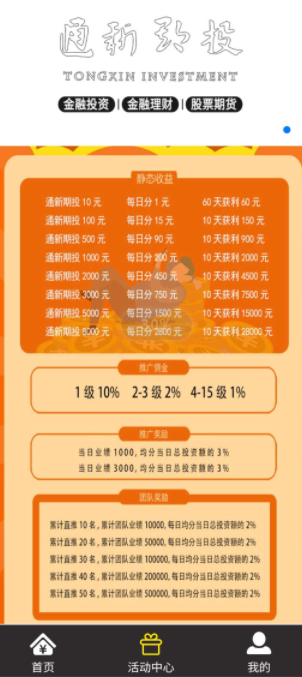 通新期投
TONGXIN INVESTMENT
金融投资 | 金融理财 | 股票期货
静态收益
通新期投 10 元 每日分 1 元 60 天获利 60 元
通新期投 100 元 每日分 15 元 10 天获利 150 元
通新期投 500 元 每日分 90 元 10 天获利 900 元
通新期投 1000 元 每日分 200 元 10 天获利 2000 元
通新期投 2000 元 每日分 450 元 10 天获利 4500 元
通新期投 3000 元 每日分 750 元 10 天获利 7500 元
通新期投 5000 元 每日分 1500 元 10 天获利 15000 元
通新期投 8000 元 每日分 2800 元 10 天获利 28000 元
推广佣金
1 级 10% 2-3 级 2% 4-15 级 1%
推广奖励
当日业绩 1000, 均分当日总投资额的 3%
当日业绩 3000, 均分当日总投资额的 3%
团队奖励
累计直推 10 名, 累计团队业绩 10000, 每日均分当日总投资额的 2%
累计直推 20 名, 累计团队业绩 50000, 每日均分当日总投资额的 2%
累计直推 30 名, 累计团队业绩 100000, 每日均分当日总投资额的 2%
累计直推 40 名, 累计团队业绩 200000, 每日均分当日总投资额的 2%
累计直推 50 名, 累计团队业绩 500000, 每日均分当日总投资额的 2%
首页 活动中心 我的